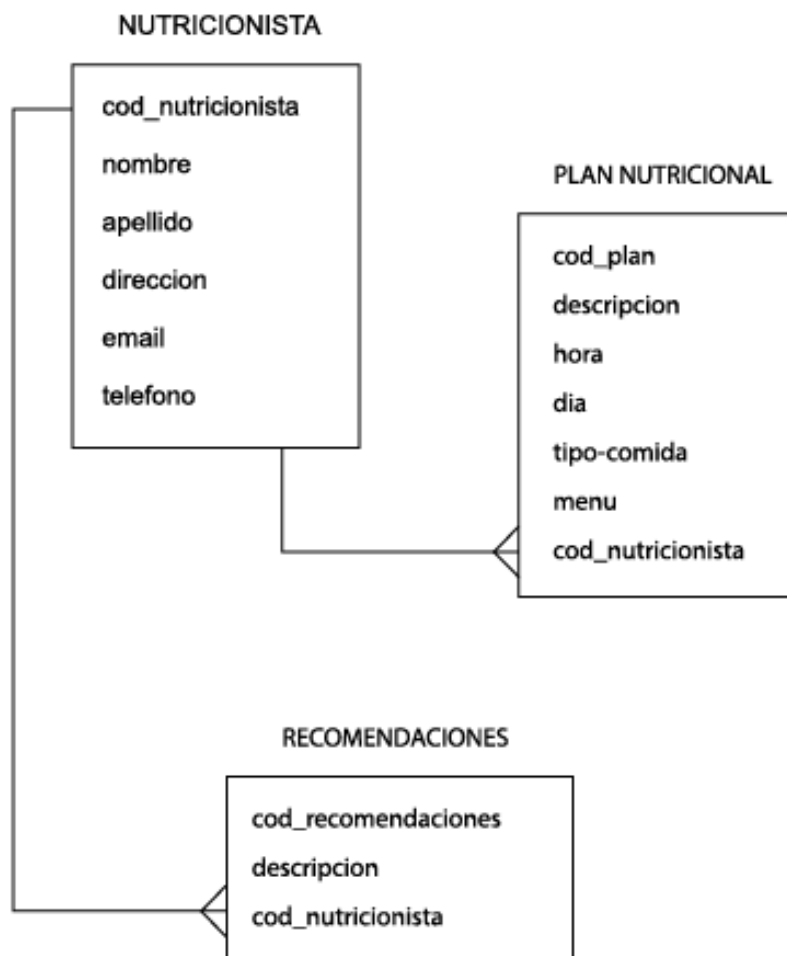 NUTRICIONISTA
cod_nutricionista
nombre
apellido
direccion
email
telefono
PLAN NUTRICIONAL
cod_plan
descripcion
hora
dia
tipo-comida
menu
cod_nutricionista
RECOMENDACIONES
cod_recomendaciones
descripcion
cod_nutricionista